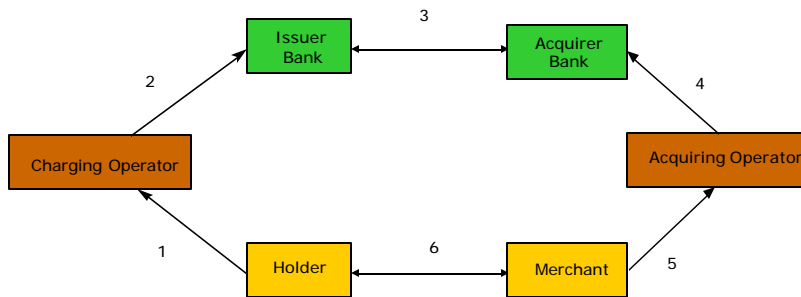 3
Issuer
Bank
Acquirer
Bank
2
4
Charging Operator
Acquiring Operator
1
6
5
Holder
Merchant